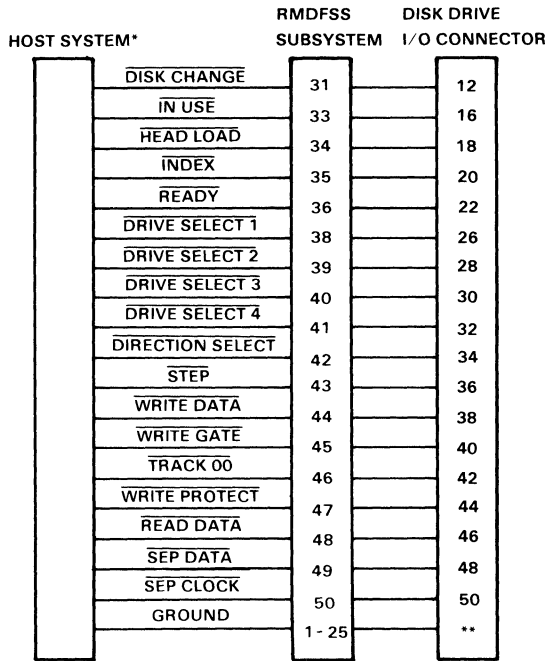 RMDFSS DISK DRIVE
HOST SYSTEM* SUBSYSTEM I/O CONNECTOR
DISK CHANGE 31 12
IN USE 33 16
HEAD LOAD 34 18
INDEX 35 20
READY 36 22
DRIVE SELECT 1 38 26
DRIVE SELECT 2 39 28
DRIVE SELECT 3 40 30
DRIVE SELECT 4 41 32
DIRECTION SELECT 42 34
STEP 43 36
WRITE DATA 44 38
WRITE GATE 45 40
TRACK 00 46 42
WRITE PROTECT 47 44
READ DATA 48 46
SEP DATA 49 48
SEP CLOCK 50 50
GROUND 1 - 25 **